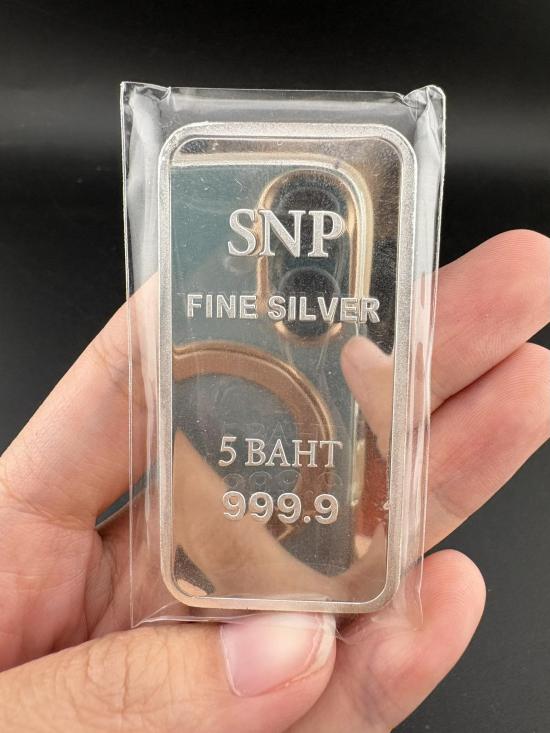 SNP
FINE SILVER
5 BAHT
999.9